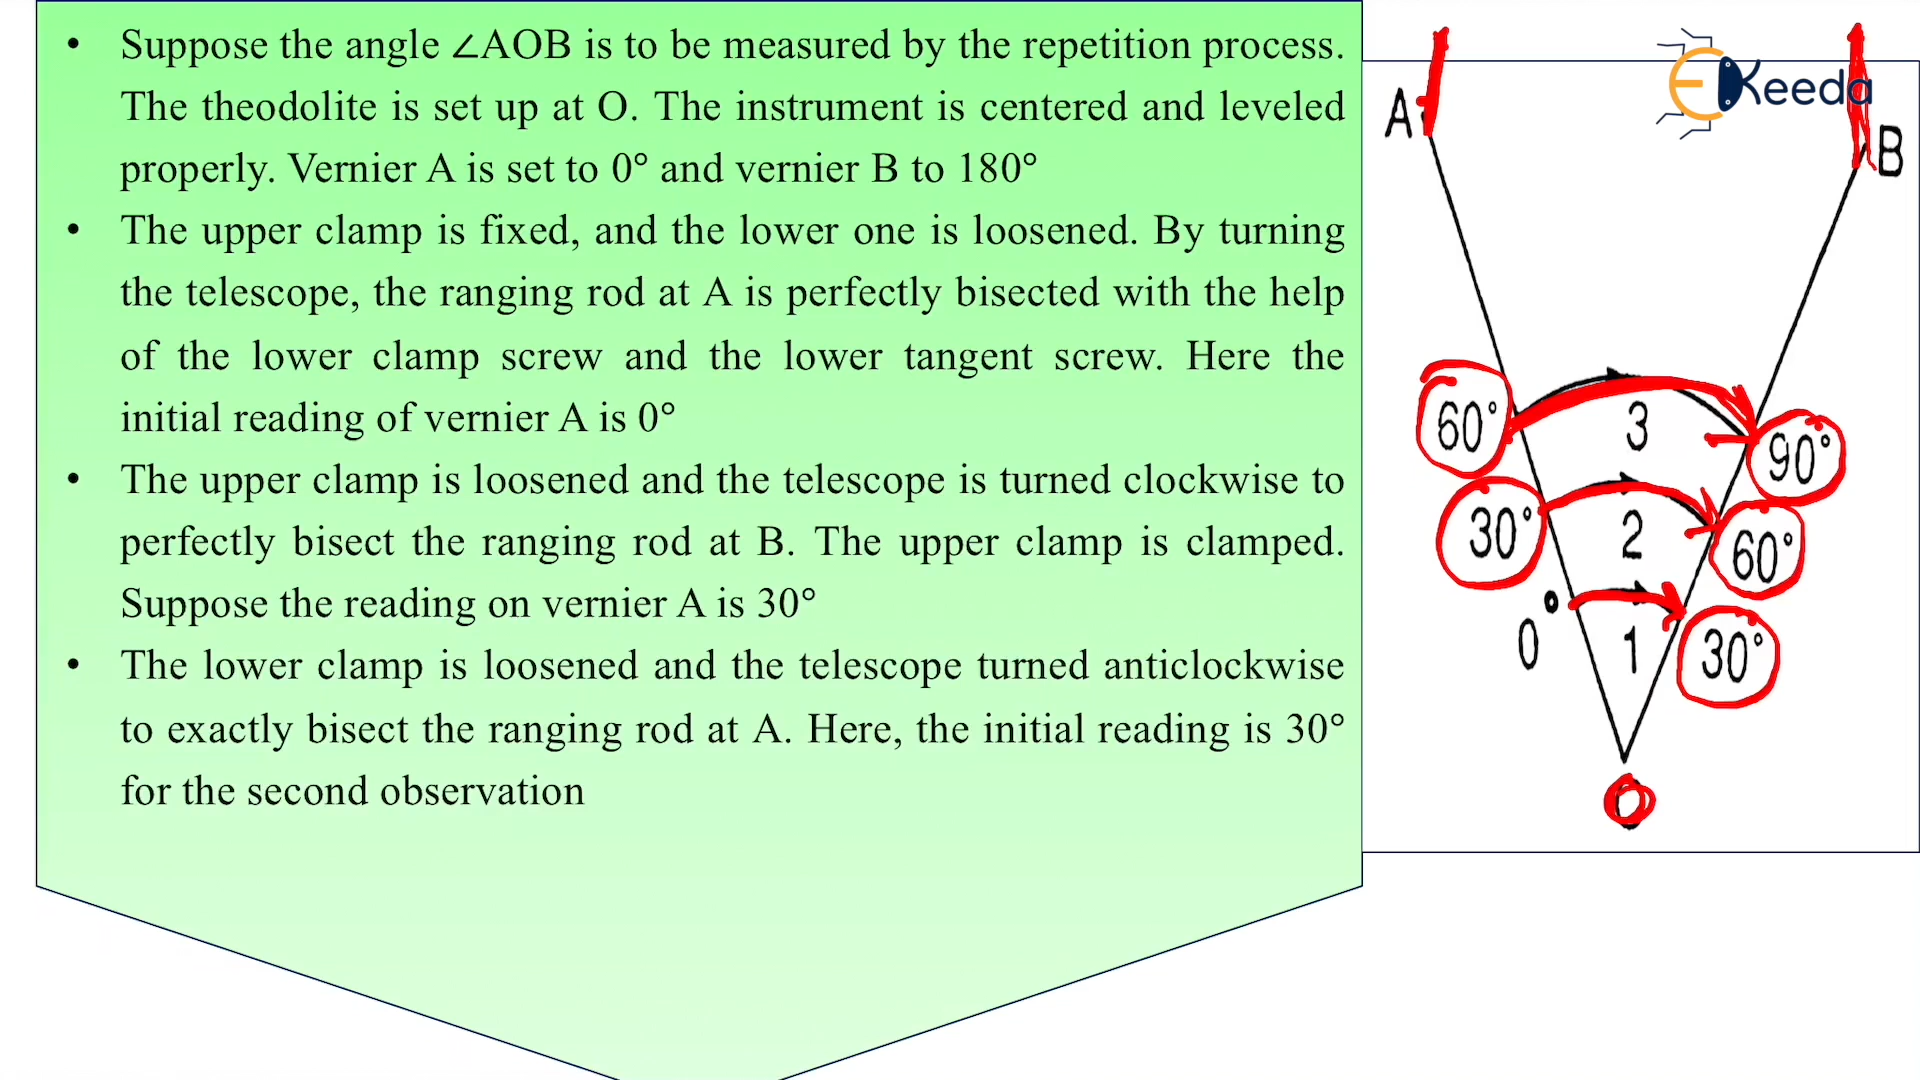 • Suppose the angle ∠AOB is to be measured by the repetition process.
The theodolite is set up at O. The instrument is centered and leveled
properly. Vernier A is set to 0° and vernier B to 180°
• The upper clamp is fixed, and the lower one is loosened. By turning
the telescope, the ranging rod at A is perfectly bisected with the help
of the lower clamp screw and the lower tangent screw. Here the
initial reading of vernier A is 0°
• The upper clamp is loosened and the telescope is turned clockwise to
perfectly bisect the ranging rod at B. The upper clamp is clamped.
Suppose the reading on vernier A is 30°
• The lower clamp is loosened and the telescope turned anticlockwise
to exactly bisect the ranging rod at A. Here, the initial reading is 30°
for the second observation
EKeeda
A
B
60° 3 90°
30° 2 60°
0° 1 30°
O